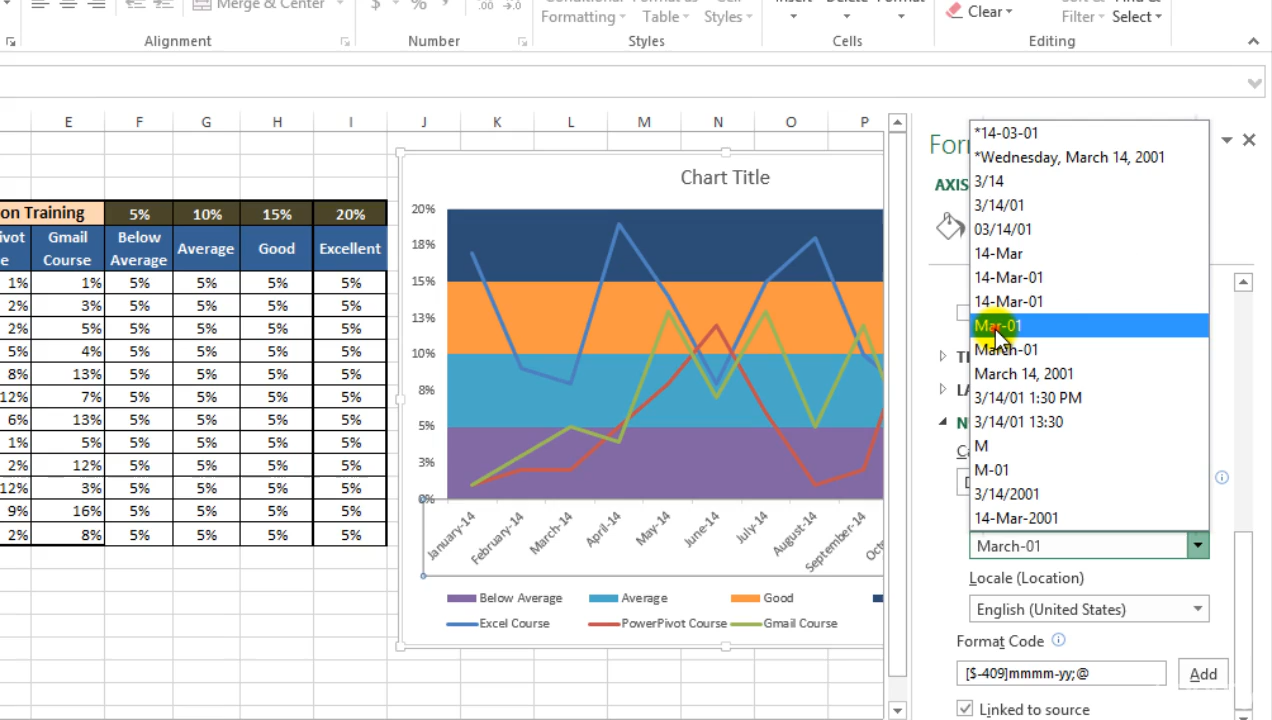 Merge & Center
$ % ,
Conditional Format as Cell
Insert Delete Format
Formatting Table Styles
Clear
Sort & Find &
Filter Select
Alignment
Number
Styles
Cells
Editing
E F G H I J K L M N O P
on Training 5% 10% 15% 20%
Gmail Course
Below Average
Average
Good
Excellent
1% 1% 5% 5% 5% 5%
2% 3% 5% 5% 5% 5%
2% 5% 5% 5% 5% 5%
5% 4% 5% 5% 5% 5%
8% 13% 5% 5% 5% 5%
12% 7% 5% 5% 5% 5%
6% 13% 5% 5% 5% 5%
1% 5% 5% 5% 5% 5%
2% 12% 5% 5% 5% 5%
12% 3% 5% 5% 5% 5%
9% 16% 5% 5% 5% 5%
2% 8% 5% 5% 5% 5%
Chart Title
20%
18%
15%
13%
10%
8%
5%
3%
0%
January-14
February-14
March-14
April-14
May-14
June-14
July-14
August-14
September-14
Below Average Average Good
Excel Course PowerPivot Course Gmail Course
AXIS
*14-03-01
*Wednesday, March 14, 2001
3/14
3/14/01
03/14/01
14-Mar
14-Mar-01
14-Mar-01
Mar-01
March-01
March 14, 2001
3/14/01 1:30 PM
3/14/01 13:30
M
M-01
3/14/2001
14-Mar-2001
March-01
Locale (Location)
English (United States)
Format Code
[$-409]mmmm-yy;@
Add
Linked to source